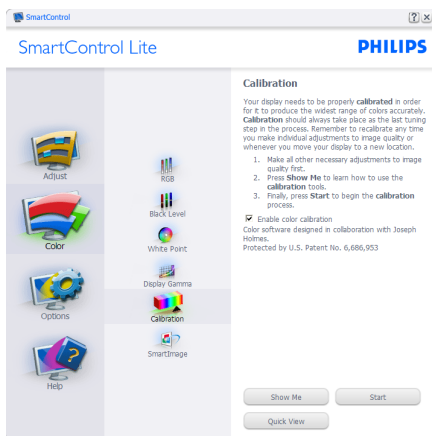 SmartControl
SmartControl Lite
PHILIPS
Adjust
Color
Options
Help
RGB
Black Level
White Point
Display Gamma
Calibration
SmartImage
Calibration
Your display needs to be properly calibrated in order
for it to produce the widest range of colors accurately.
Calibration should always take place as the last tuning
step in the process. Remember to recalibrate any time
you make individual adjustments to image quality or
whenever you move your display to a new location.
1. Make all other necessary adjustments to image
quality first.
2. Press Show Me to learn how to use the
calibration tools.
3. Finally, press Start to begin the calibration
process.
Enable color calibration
Color software designed in collaboration with Joseph
Holmes.
Protected by U.S. Patent No. 6,686,953
Show Me
Start
Quick View